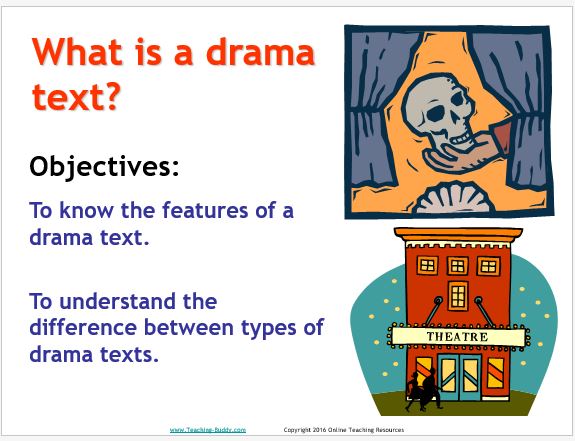 What is a drama
text?
Objectives:
To know the features of a
drama text.
To understand the
difference between types of
drama texts.
THEATRE
www.Teaching-Buddy.com
Copyright 2016 Online Teaching Resources